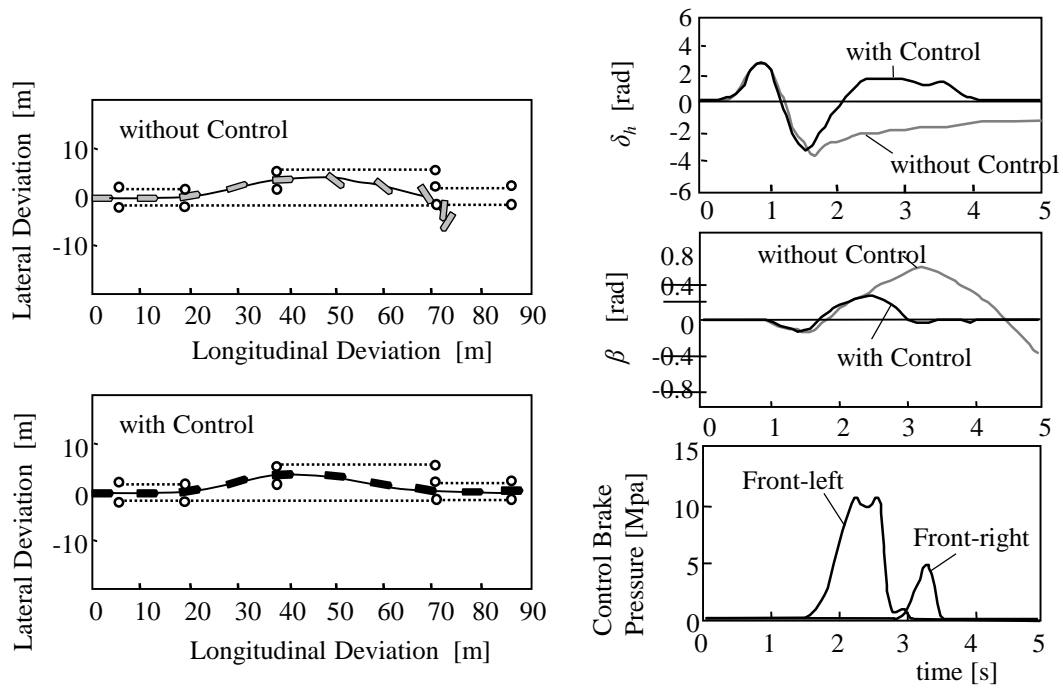 Lateral Deviation [m]
without Control
10
0
-10
0 10 20 30 40 50 60 70 80 90
Longitudinal Deviation [m]
Lateral Deviation [m]
with Control
10
0
-10
0 10 20 30 40 50 60 70 80 90
Longitudinal Deviation [m]
δh [rad]
6
4
2
0
-2
-4
-6
with Control
without Control
0 1 2 3 4 5
β [rad]
0.8
0.4
0
-0.4
-0.8
without Control
with Control
0 1 2 3 4 5
Control Brake
Pressure [Mpa]
15
10
5
0
Front-left
Front-right
0 1 2 3 4 5
time [s]